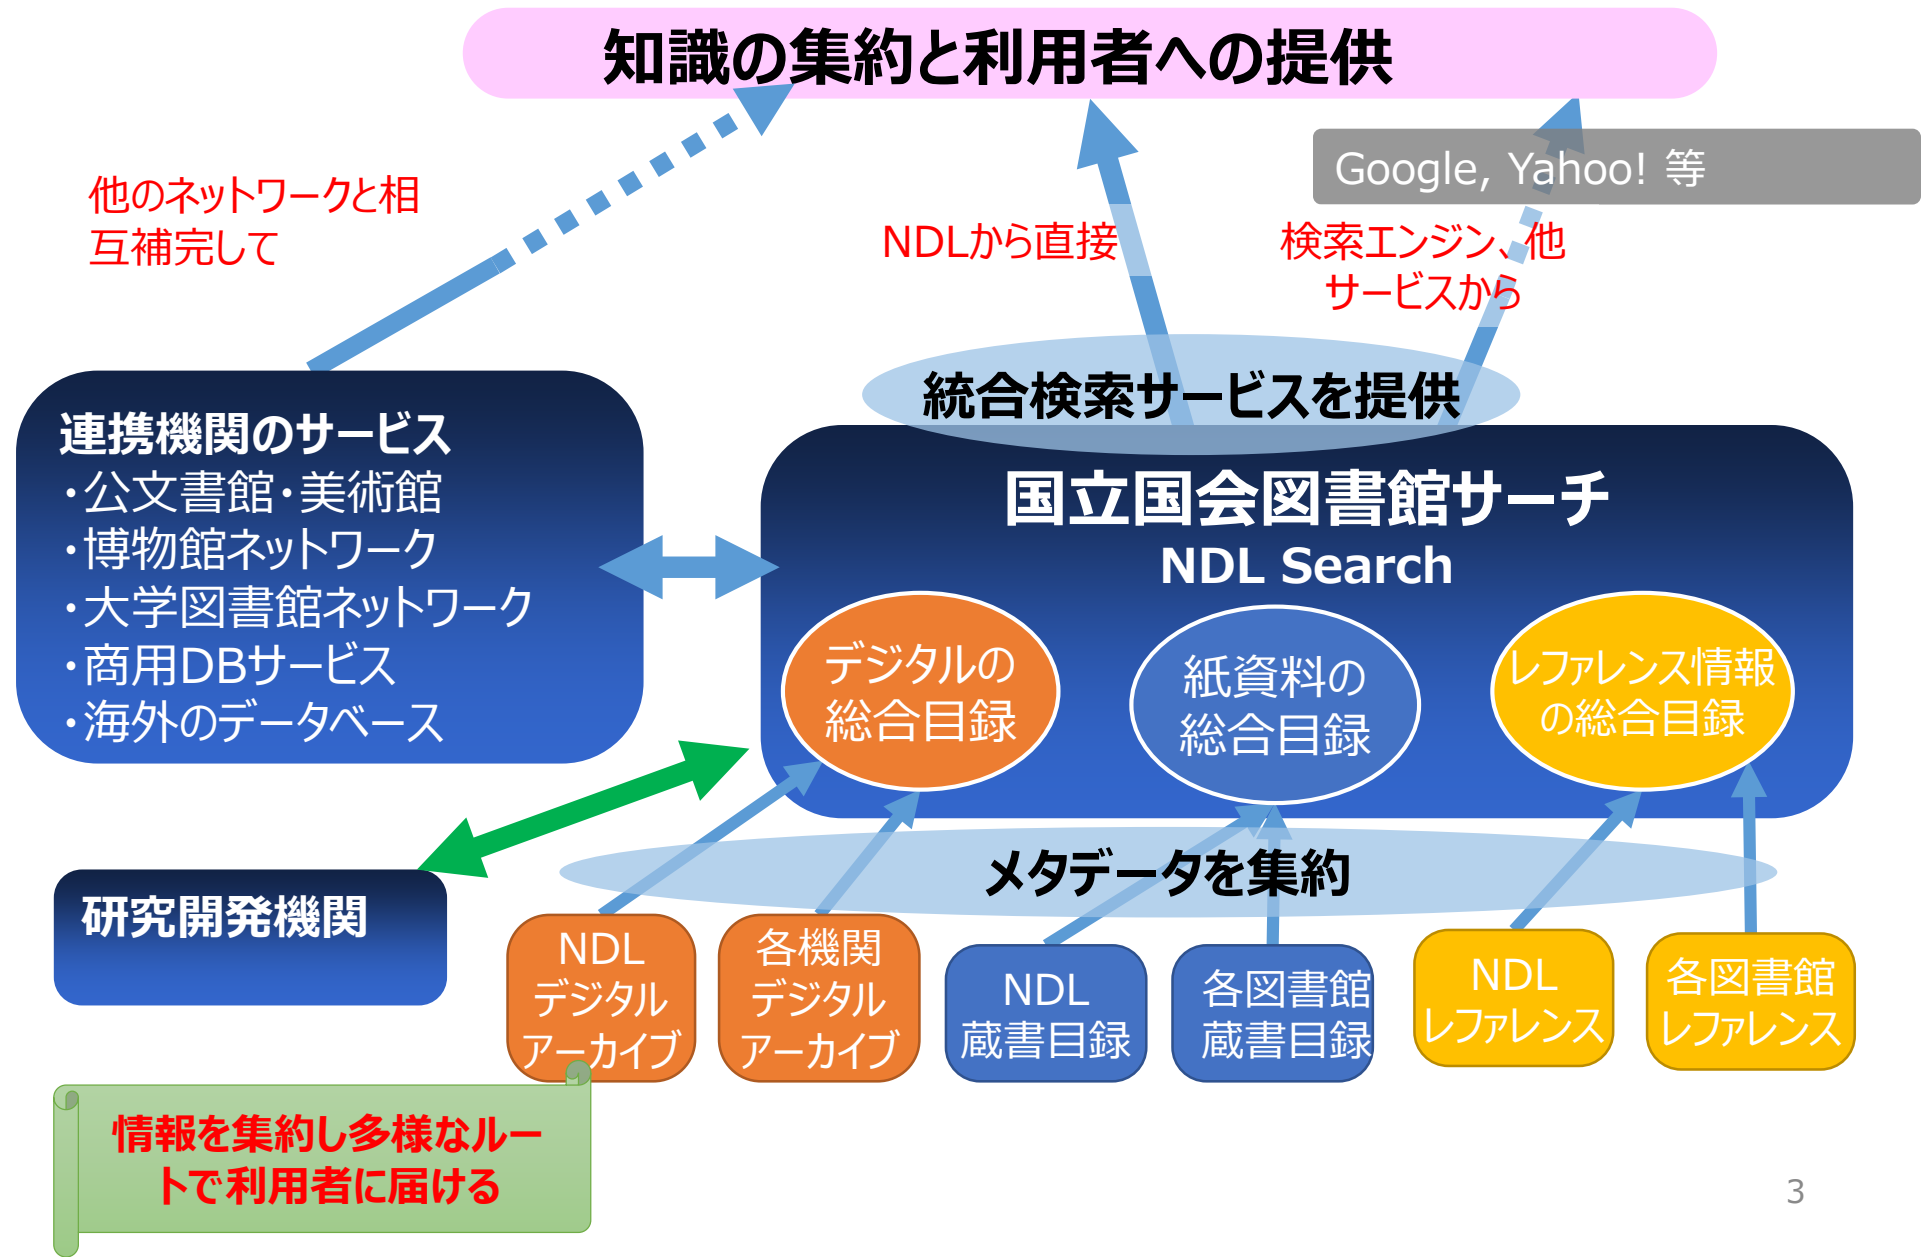 知識の集約と利用者への提供
Google, Yahoo! 等
他のネットワークと相
互補完して
NDLから直接
検索エンジン、他
サービスから
統合検索サービスを提供
連携機関のサービス
・公文書館・美術館
・博物館ネットワーク
・大学図書館ネットワーク
・商用DBサービス
・海外のデータベース
国立国会図書館サーチ
NDL Search
デジタルの
総合目録
紙資料の
総合目録
レファレンス情報
の総合目録
メタデータを集約
研究開発機関
NDL
デジタル
アーカイブ
各機関
デジタル
アーカイブ
NDL
蔵書目録
各図書館
蔵書目録
NDL
レファレンス
各図書館
レファレンス
情報を集約し多様なルー
トで利用者に届ける
3